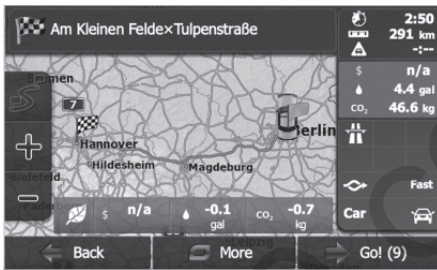 Am Kleinen Felde×Tulpenstraße
2:50
291 km
-:--
$ n/a
4.4 gal
CO₂ 46.6 kg
7
Hannover
Berlin
Hildesheim
Magdeburg
Bielefeld
$ n/a
-0.1 gal
CO₂ -0.7 kg
Fast
Car
Back
More
Go! (9)